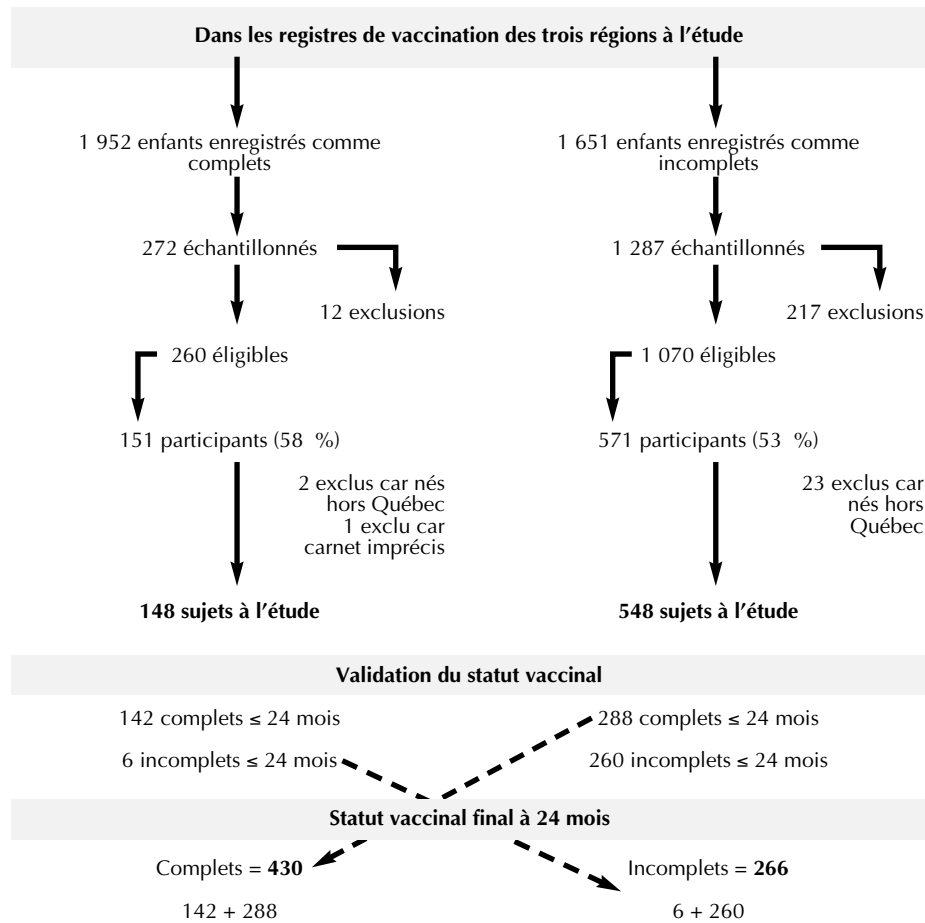 Dans les registres de vaccination des trois régions à l'étude
1 952 enfants enregistrés comme
complets
1 651 enfants enregistrés comme
incomplets
272 échantillonnés
1 287 échantillonnés
12 exclusions
217 exclusions
260 éligibles
1 070 éligibles
151 participants (58 %)
571 participants (53 %)
2 exclus car nés
hors Québec
1 exclu car
carnet imprécis
23 exclus car
nés hors
Québec
148 sujets à l'étude
548 sujets à l'étude
Validation du statut vaccinal
142 complets ≤ 24 mois
288 complets ≤ 24 mois
6 incomplets ≤ 24 mois
260 incomplets ≤ 24 mois
Statut vaccinal final à 24 mois
Complets = 430
Incomplets = 266
142 + 288
6 + 260